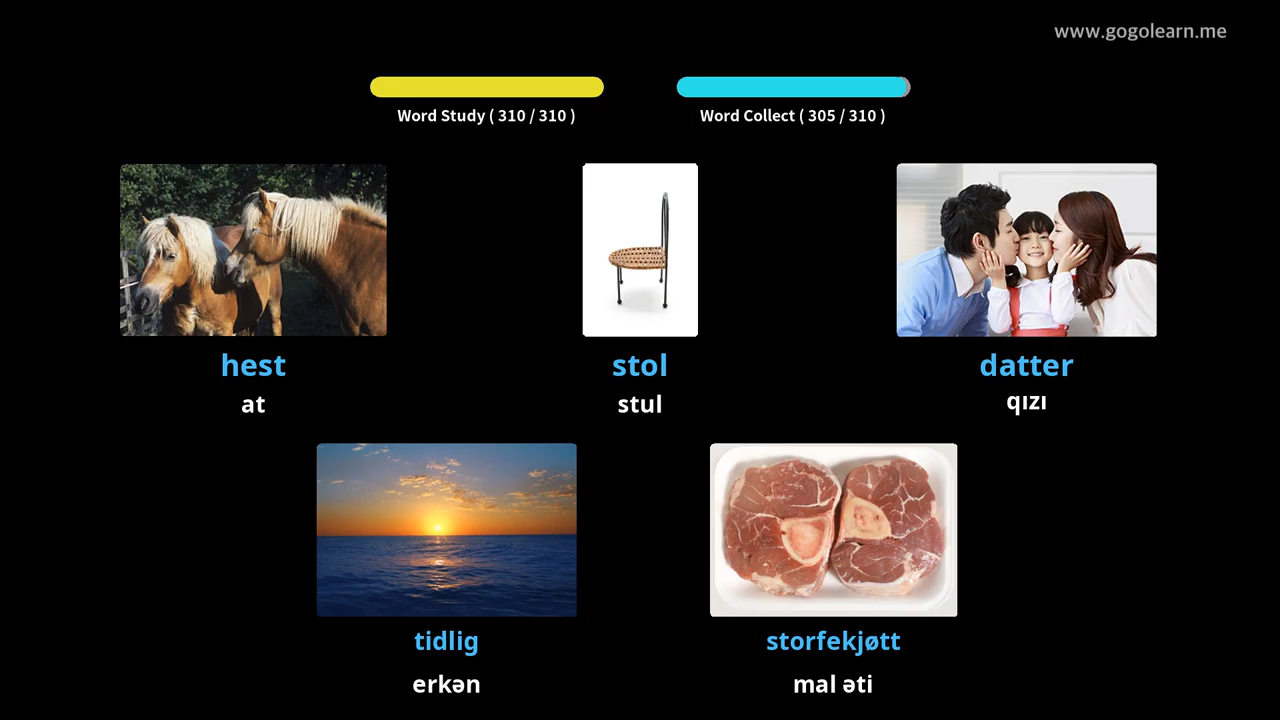 www.gogolearn.me
Word Study ( 310 / 310 )
Word Collect ( 305 / 310 )
hest
stol
datter
at
stul
qızı
tidlig
storfekjøtt
erkən
mal əti